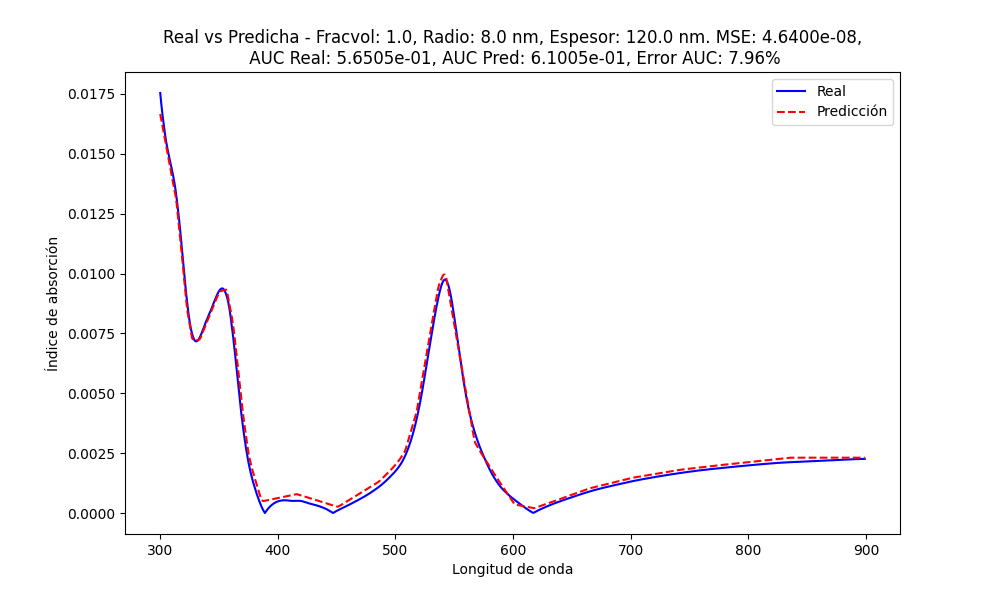 Real vs Predicha - Fracvol: 1.0, Radio: 8.0 nm, Espesor: 120.0 nm. MSE: 4.6400e-08,
AUC Real: 5.6505e-01, AUC Pred: 6.1005e-01, Error AUC: 7.96%
Real
Predicción
Índice de absorción
0.0175
0.0150
0.0125
0.0100
0.0075
0.0050
0.0025
0.0000
300 400 500 600 700 800 900
Longitud de onda